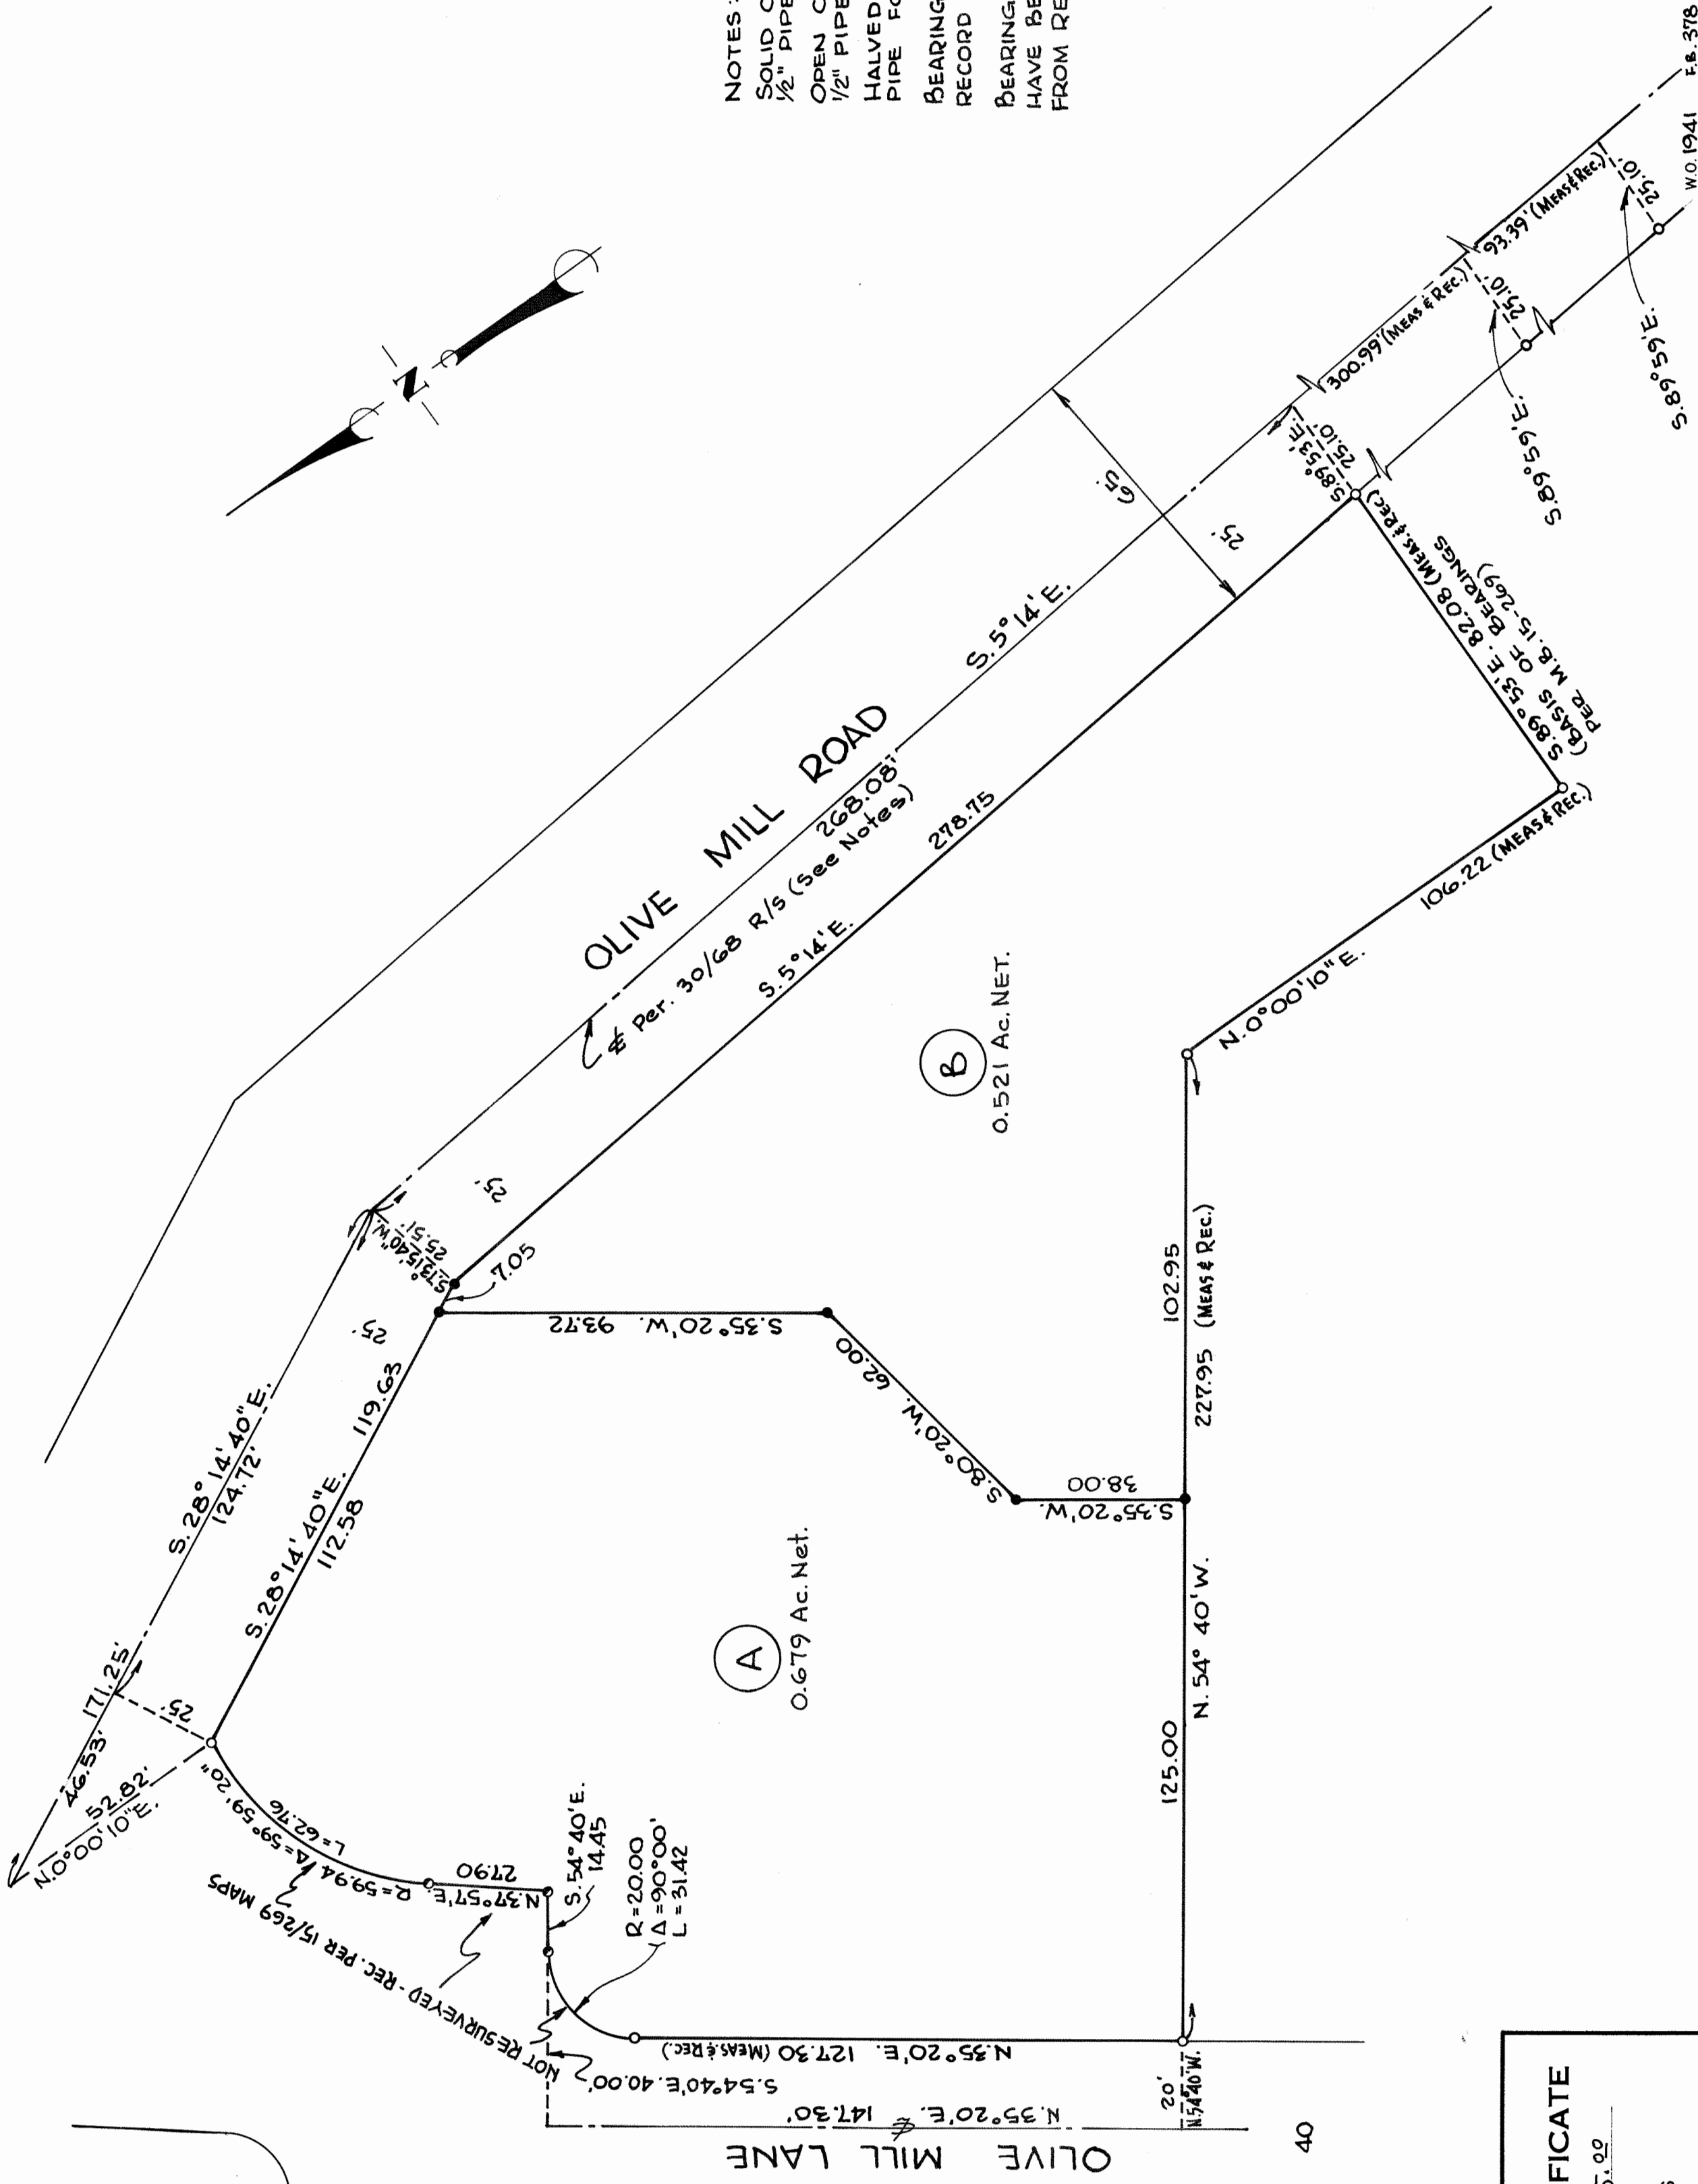 NOTES:
SOLID C
1/2" PIPE
OPEN C
1/2" PIPE
HALVED
PIPE FO
BEARING
RECORD
BEARING
HAVE BE
FROM RE
N
OLIVE MILL ROAD
268.08'
℄ Per. 30/68 R/S (See Notes)
S.5°14'E.
S.5°14'E.
278.75
65'
25'
300.99' (MEAS & REC.)
93.39' (MEAS & REC.)
S.89°53'E.
25.10'
25.10'
25.10'
S.89°59'E.
S.89°59'E.
S.89°53'E. 82.08 (MEAS. & REC.)
(BASIS OF BEARINGS
PER M.B. 15-269)
106.22 (MEAS & REC.)
N.0°00'10"E.
B
0.521 Ac. NET.
25'
S.73°15'40"W.
25.51'
7.05
25'
S.28°14'40"E.
124.72'
171.25'
46.53'
25'
52.82'
N.0°00'10"E.
S.28°14'40"E. 119.63
112.58
S.35°20'W. 93.72
S.80°20'W. 62.00
S.35°20'W.
38.00
102.95
227.95 (MEAS & REC.)
N.54°40'W.
125.00
A
0.679 Ac. Net.
R=59.94 Δ=59°59'20"
L=62.76
N.37°57'E.
27.90
S.54°40'E.
14.45
R=20.00
Δ=90°00'
L=31.42
NOT RESURVEYED - REC. PER 15/269 MAPS
S.54°40'E. 40.00'
N.35°20'E. 127.30 (MEAS & REC.)
N.35°20'E. ℄ 147.30'
20'
N.54°40'W.
OLIVE MILL LANE
40
W.O. 1941 F.B. 378
FICATE
5.00